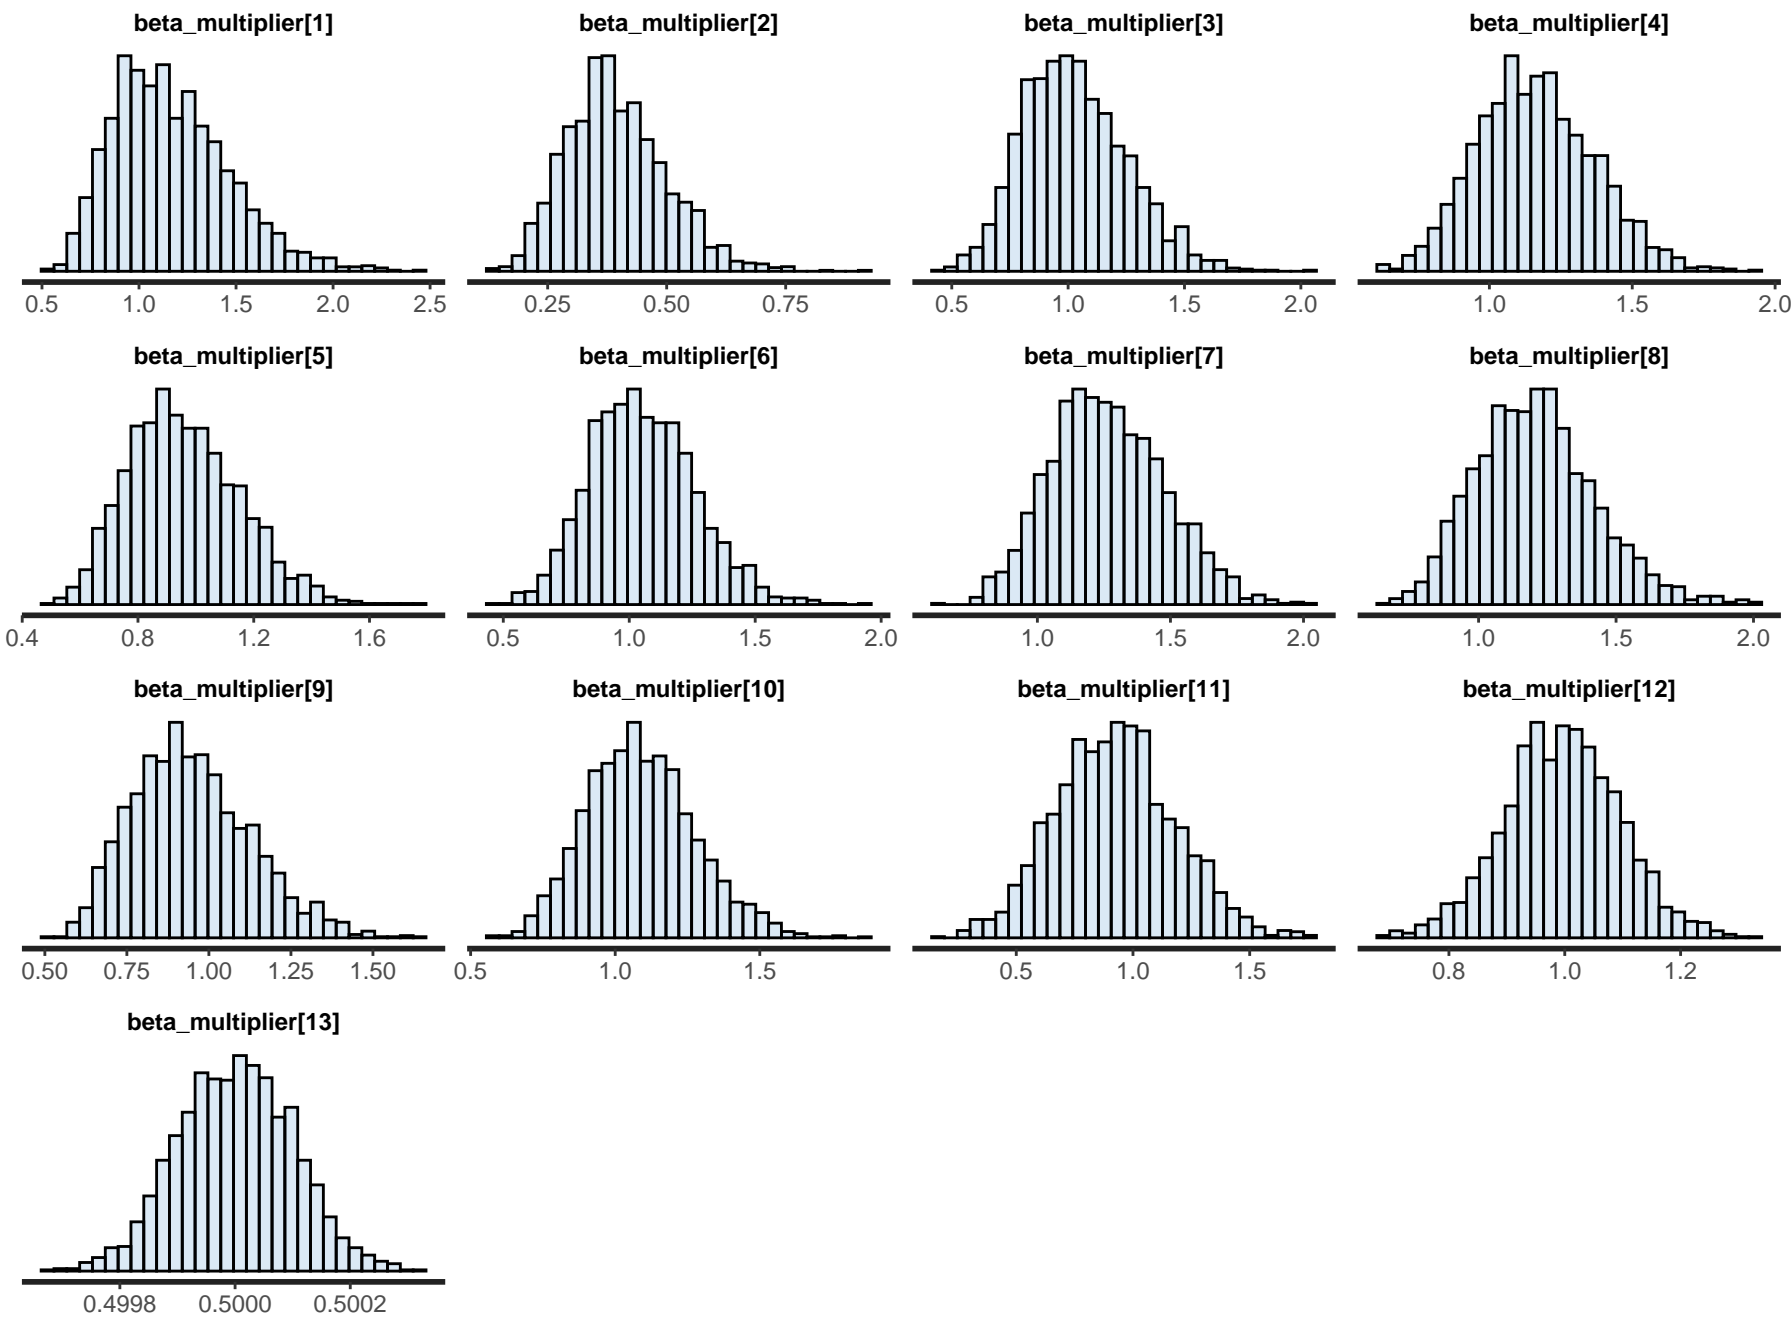 beta_multiplier[1] beta_multiplier[2] beta_multiplier[3] beta_multiplier[4]
0.5 1.0 1.5 2.0 2.5 0.25 0.50 0.75 0.5 1.0 1.5 2.0 1.0 1.5 2.0
beta_multiplier[5] beta_multiplier[6] beta_multiplier[7] beta_multiplier[8]
0.4 0.8 1.2 1.6 0.5 1.0 1.5 2.0 1.0 1.5 2.0 1.0 1.5 2.0
beta_multiplier[9] beta_multiplier[10] beta_multiplier[11] beta_multiplier[12]
0.50 0.75 1.00 1.25 1.50 0.5 1.0 1.5 0.5 1.0 1.5 0.8 1.0 1.2
beta_multiplier[13]
0.4998 0.5000 0.5002